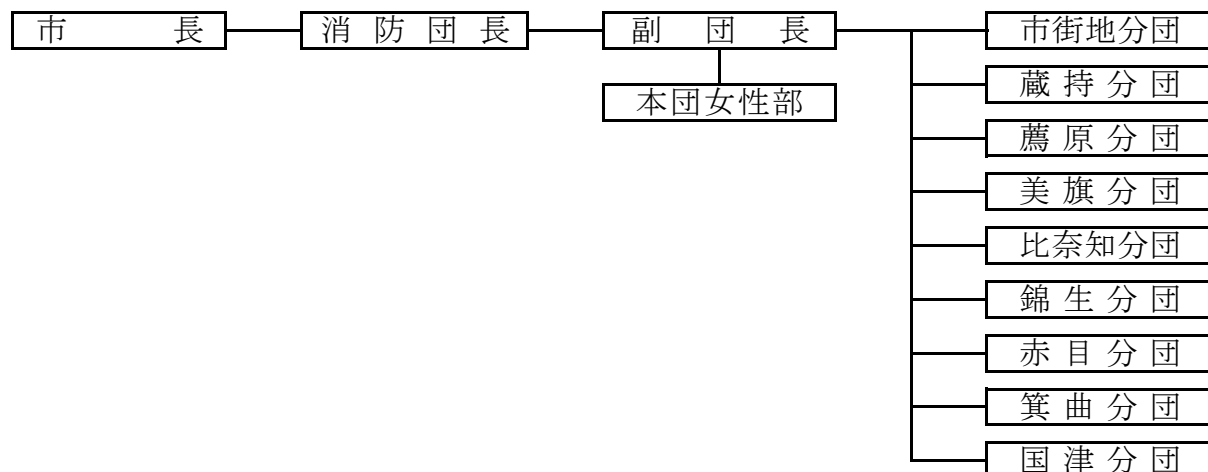 市長 消防団長 副団長 市街地分団
蔵持分団
本団女性部
薦原分団
美旗分団
比奈知分団
錦生分団
赤目分団
箕曲分団
国津分団